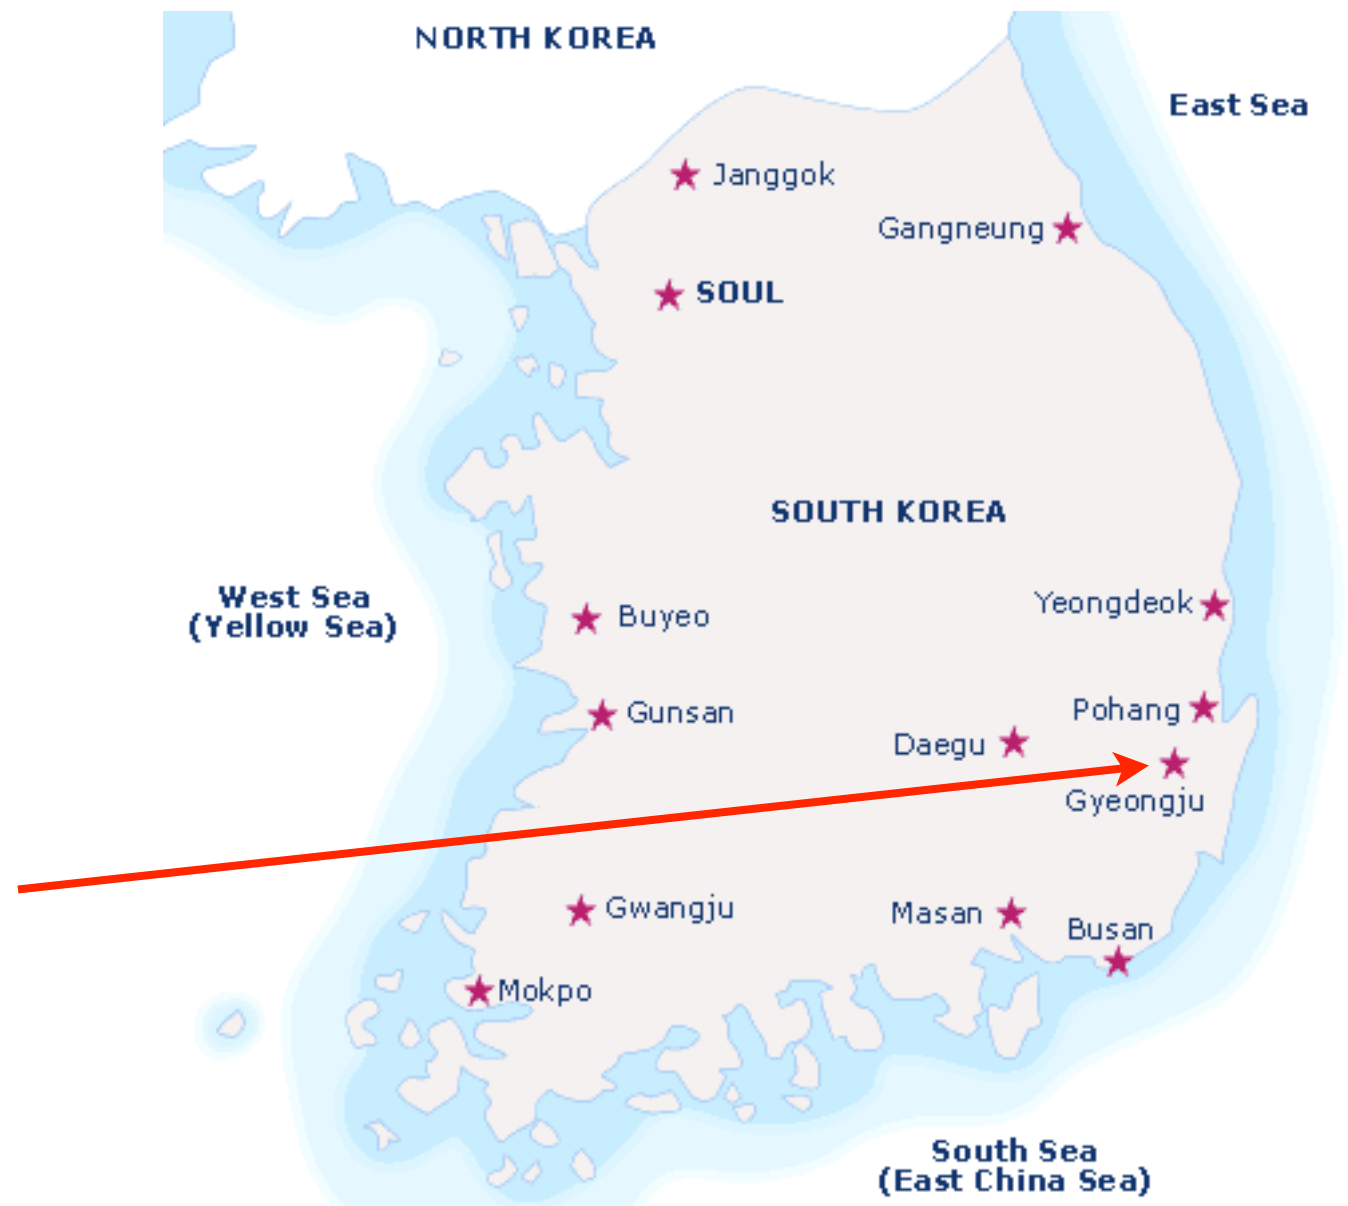 NORTH KOREA
East Sea
Janggok
Gangneung
SOUL
SOUTH KOREA
West Sea
(Yellow Sea)
Yeongdeok
Buyeo
Pohang
Gunsan
Daegu
Gyeongju
Gwangju
Masan
Busan
Mokpo
South Sea
(East China Sea)